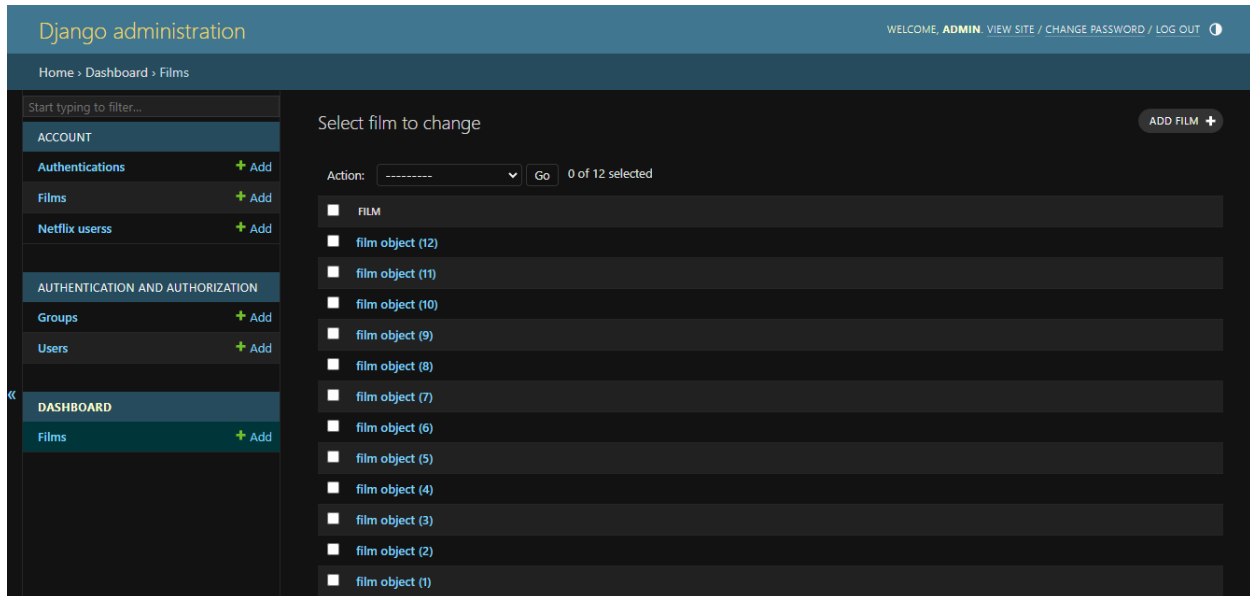 Django administration
WELCOME, ADMIN. VIEW SITE / CHANGE PASSWORD / LOG OUT
Home › Dashboard › Films
Start typing to filter...
ACCOUNT
Authentications + Add
Films + Add
Netflix userss + Add
AUTHENTICATION AND AUTHORIZATION
Groups + Add
Users + Add
«
DASHBOARD
Films + Add
Select film to change
ADD FILM +
Action: --------- Go 0 of 12 selected
FILM
film object (12)
film object (11)
film object (10)
film object (9)
film object (8)
film object (7)
film object (6)
film object (5)
film object (4)
film object (3)
film object (2)
film object (1)